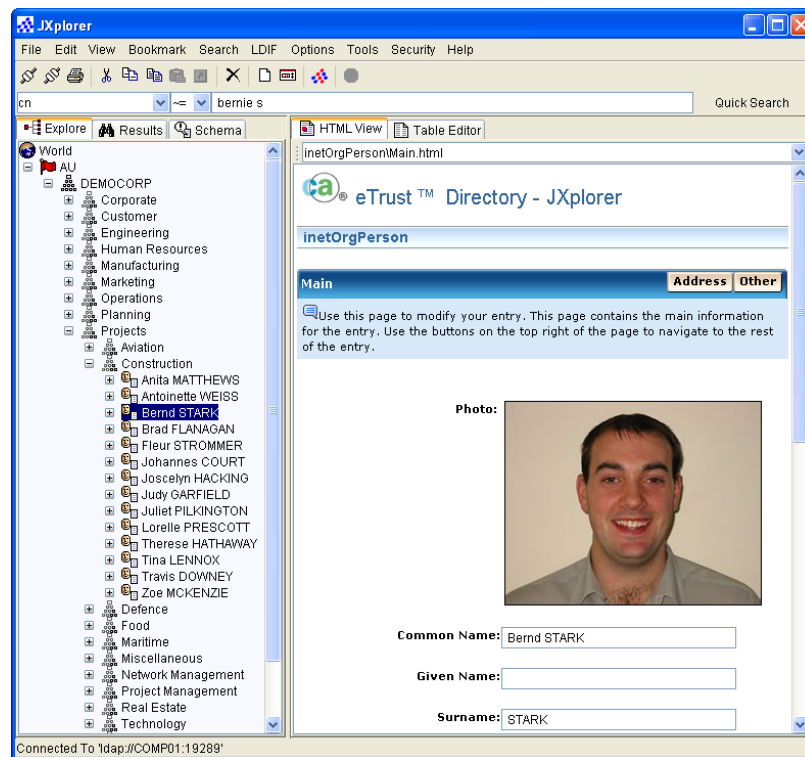 JXplorer
File Edit View Bookmark Search LDIF Options Tools Security Help
cn ~= bernie s Quick Search
Explore Results Schema
HTML View Table Editor
World
AU
DEMOCORP
Corporate
Customer
Engineering
Human Resources
Manufacturing
Marketing
Operations
Planning
Projects
Aviation
Construction
Anita MATTHEWS
Antoinette WEISS
Bernd STARK
Brad FLANAGAN
Fleur STROMMER
Johannes COURT
Joscelyn HACKING
Judy GARFIELD
Juliet PILKINGTON
Lorelle PRESCOTT
Therese HATHAWAY
Tina LENNOX
Travis DOWNEY
Zoe MCKENZIE
Defence
Food
Maritime
Miscellaneous
Network Management
Project Management
Real Estate
Technology
inetOrgPerson\Main.html
ca® eTrust ™ Directory - JXplorer
inetOrgPerson
Main Address Other
Use this page to modify your entry. This page contains the main information
for the entry. Use the buttons on the top right of the page to navigate to the rest
of the entry.
Photo:
Common Name: Bernd STARK
Given Name:
Surname: STARK
Connected To 'ldap://COMP01:19289'